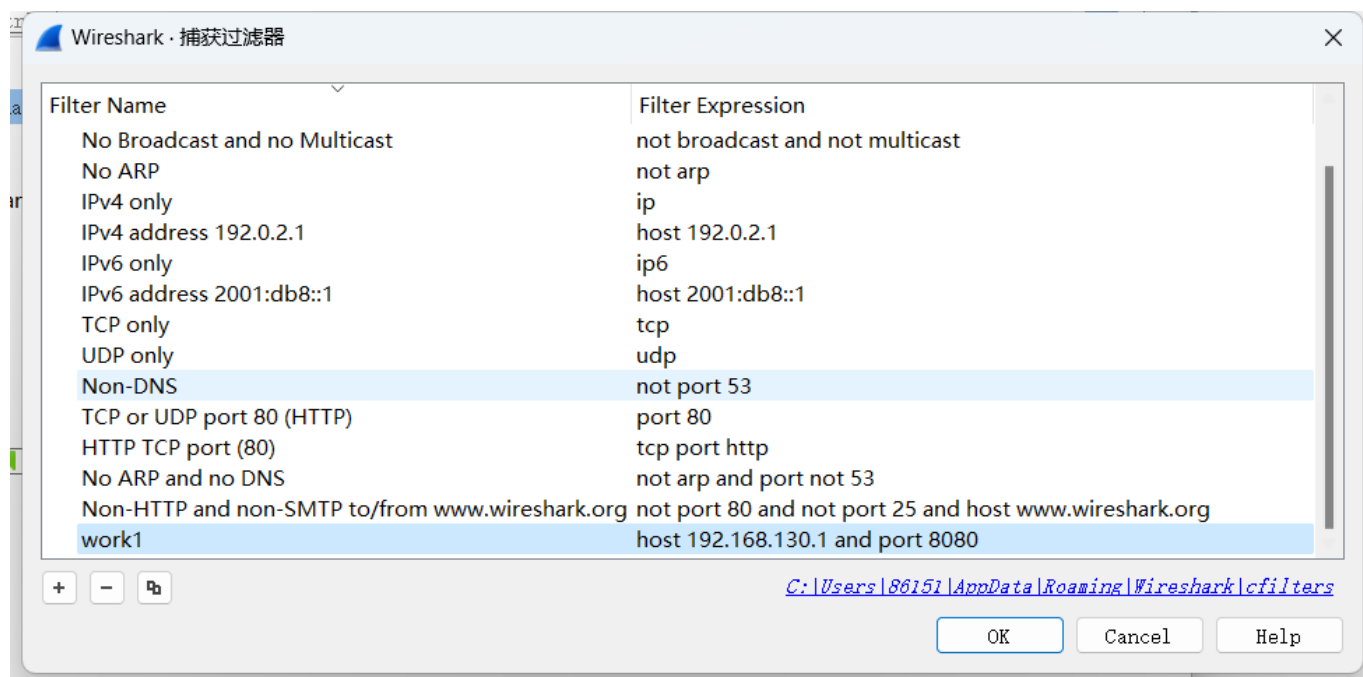 Wireshark · 捕获过滤器
Filter Name Filter Expression
No Broadcast and no Multicast not broadcast and not multicast
No ARP not arp
IPv4 only ip
IPv4 address 192.0.2.1 host 192.0.2.1
IPv6 only ip6
IPv6 address 2001:db8::1 host 2001:db8::1
TCP only tcp
UDP only udp
Non-DNS not port 53
TCP or UDP port 80 (HTTP) port 80
HTTP TCP port (80) tcp port http
No ARP and no DNS not arp and port not 53
Non-HTTP and non-SMTP to/from www.wireshark.org not port 80 and not port 25 and host www.wireshark.org
work1 host 192.168.130.1 and port 8080
C:\Users\86151\AppData\Roaming\Wireshark\cfilters
OK Cancel Help